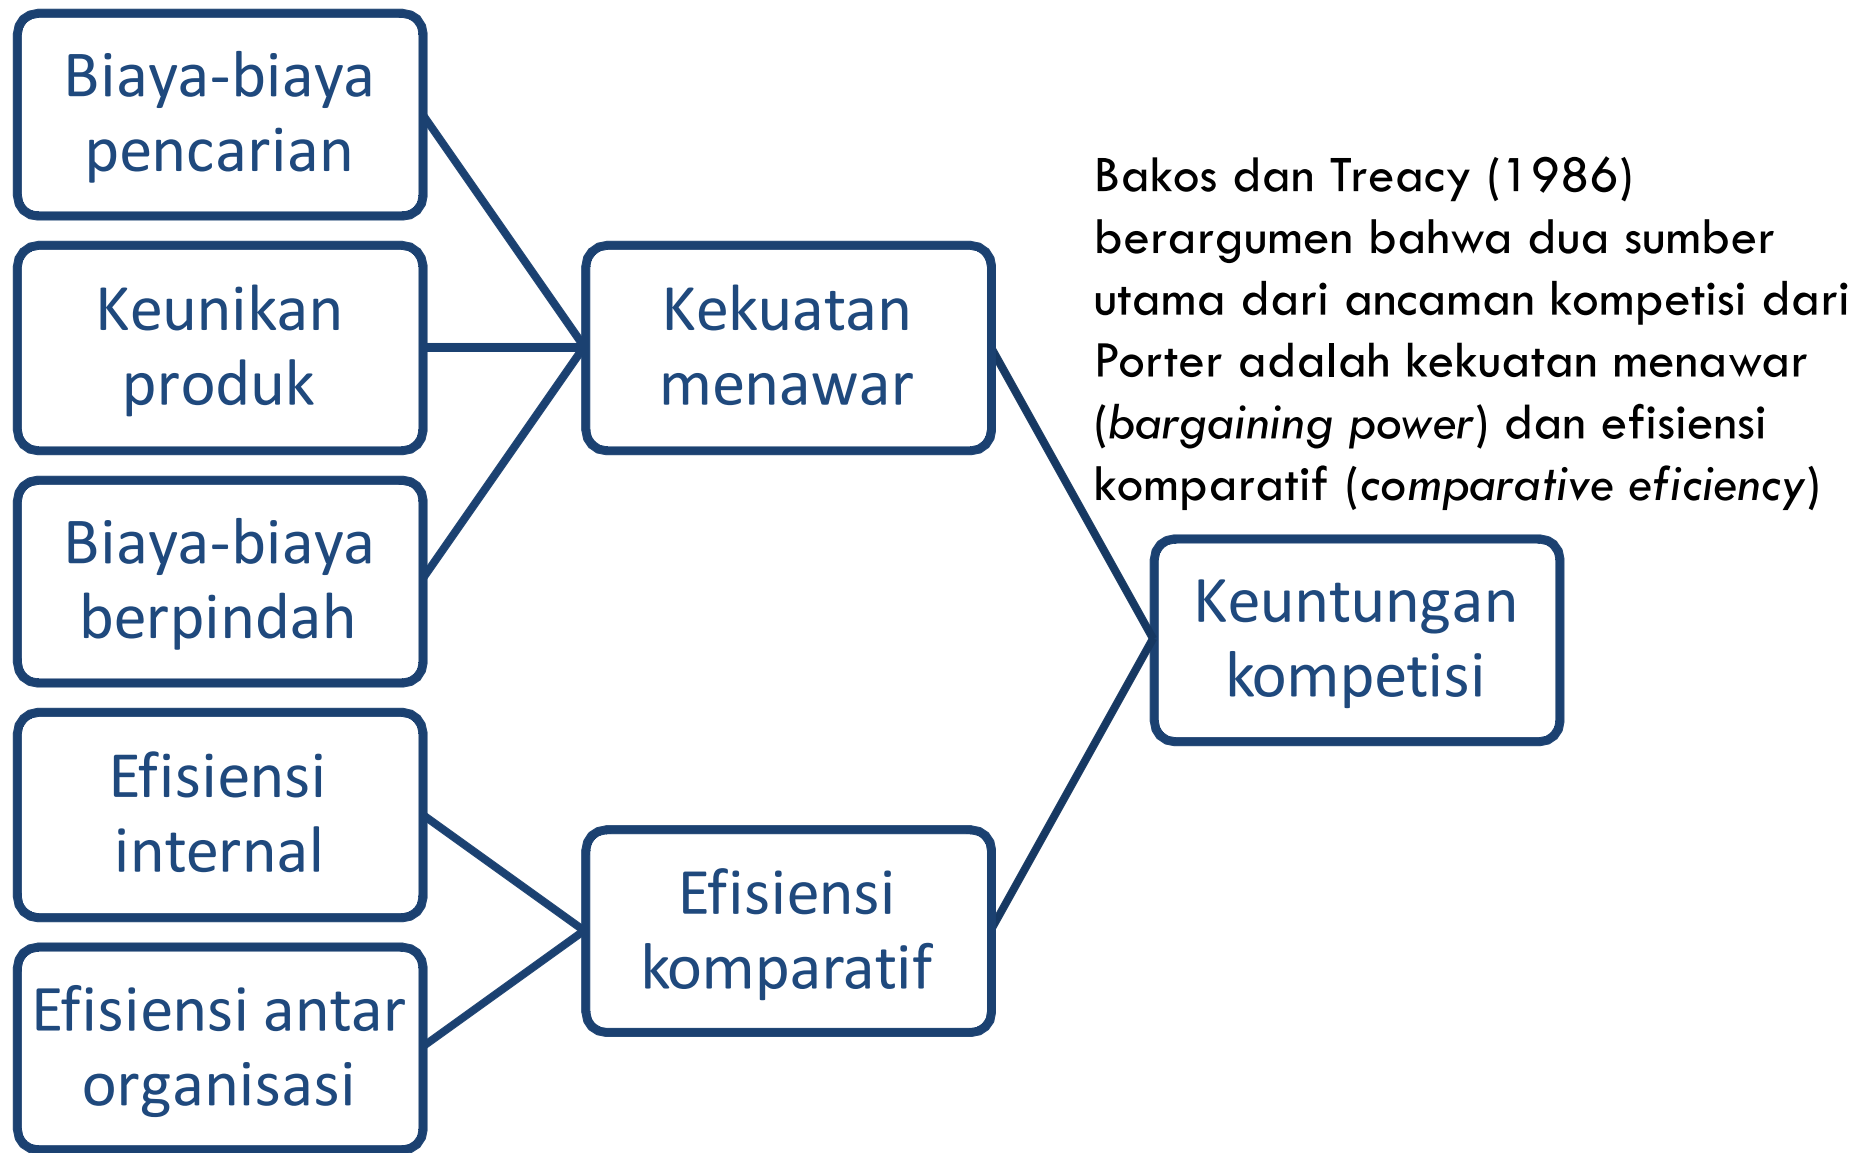 Biaya-biaya
pencarian
Keunikan
produk
Biaya-biaya
berpindah
Efisiensi
internal
Efisiensi antar
organisasi
Kekuatan
menawar
Efisiensi
komparatif
Bakos dan Treacy (1986)
berargumen bahwa dua sumber
utama dari ancaman kompetisi dari
Porter adalah kekuatan menawar
(bargaining power) dan efisiensi
komparatif (comparative eficiency)
Keuntungan
kompetisi